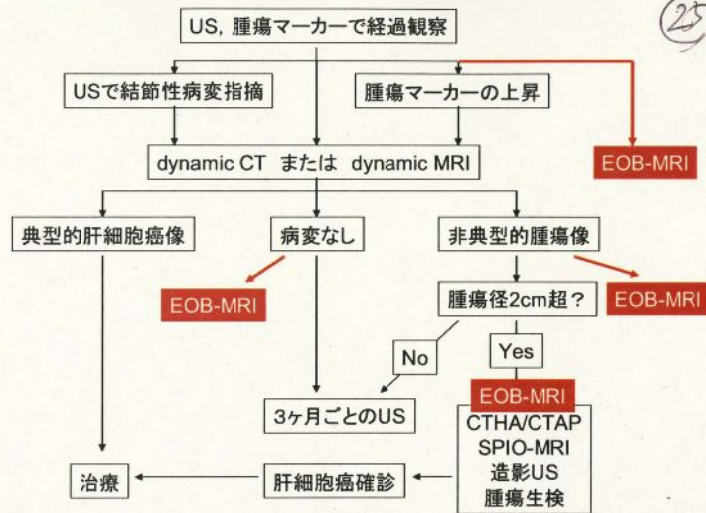 US, 腫瘍マーカーで経過観察
25
USで結節性病変指摘
腫瘍マーカーの上昇
dynamic CT または dynamic MRI
EOB-MRI
典型的肝細胞癌像
病変なし
非典型的腫瘍像
EOB-MRI
腫瘍径2cm超?
EOB-MRI
No
Yes
3ヶ月ごとのUS
EOB-MRI
CTHA/CTAP
SPIO-MRI
造影US
腫瘍生検
治療
肝細胞癌確診